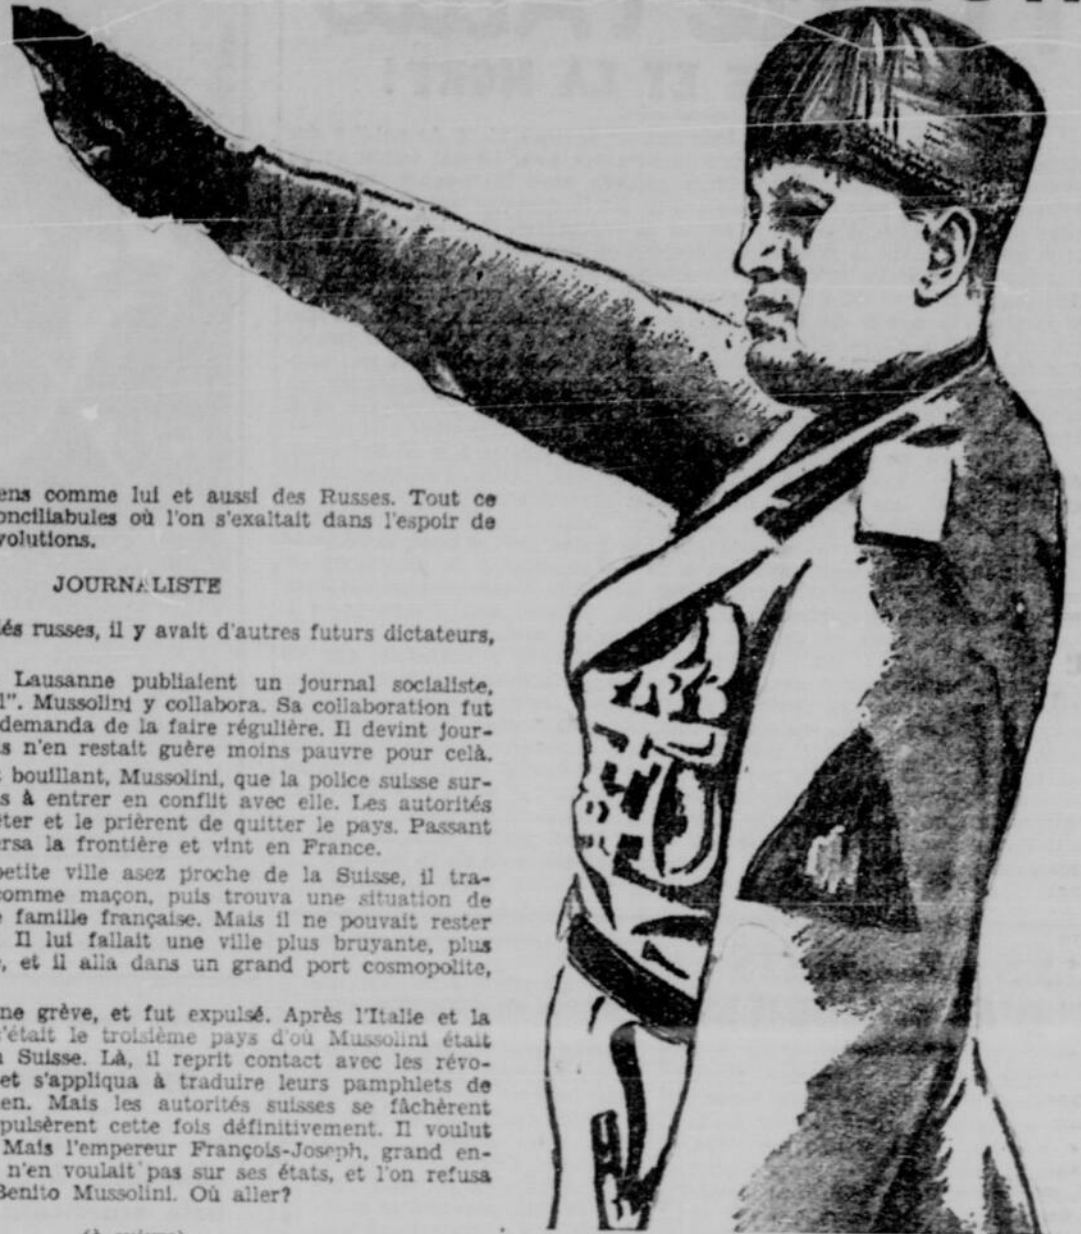 ens comme lui et aussi des Russes. Tout ce
onciliabules où l'on s'exaltait dans l'espoir de
volutions.
JOURNALISTE
és russes, il y avait d'autres futurs dictateurs,
Lausanne publiaient un journal socialiste,
l". Mussolini y collabora. Sa collaboration fut
demanda de la faire régulière. Il devint jour-
s n'en restait guère moins pauvre pour celà.
t bouillant, Mussolini, que la police suisse sur-
s à entrer en conflit avec elle. Les autorités
êter et le prièrent de quitter le pays. Passant
ersa la frontière et vint en France.
petite ville asez proche de la Suisse, il tra-
comme maçon, puis trouva une situation de
e famille française. Mais il ne pouvait rester
Il lui fallait une ville plus bruyante, plus
, et il alla dans un grand port cosmopolite,
ne grève, et fut expulsé. Après l'Italie et la
c'était le troisième pays d'où Mussolini était
a Suisse. Là, il reprit contact avec les révo-
et s'appliqua à traduire leurs pamphlets de
en. Mais les autorités suisses se fâchèrent
pulsèrent cette fois définitivement. Il voulut
Mais l'empereur François-Joseph, grand en-
n'en voulait pas sur ses états, et l'on refusa
Benito Mussolini. Où aller?